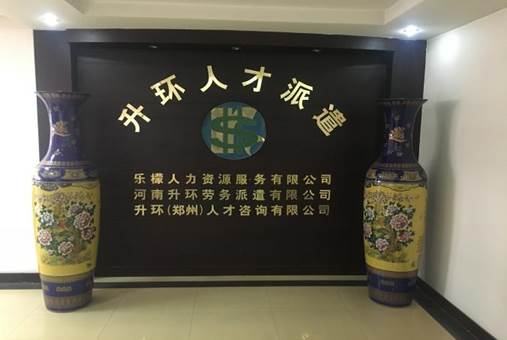 升环人才派遣
乐檬人力资源服务有限公司
河南升环劳务派遣有限公司
升环(郑州)人才咨询有限公司